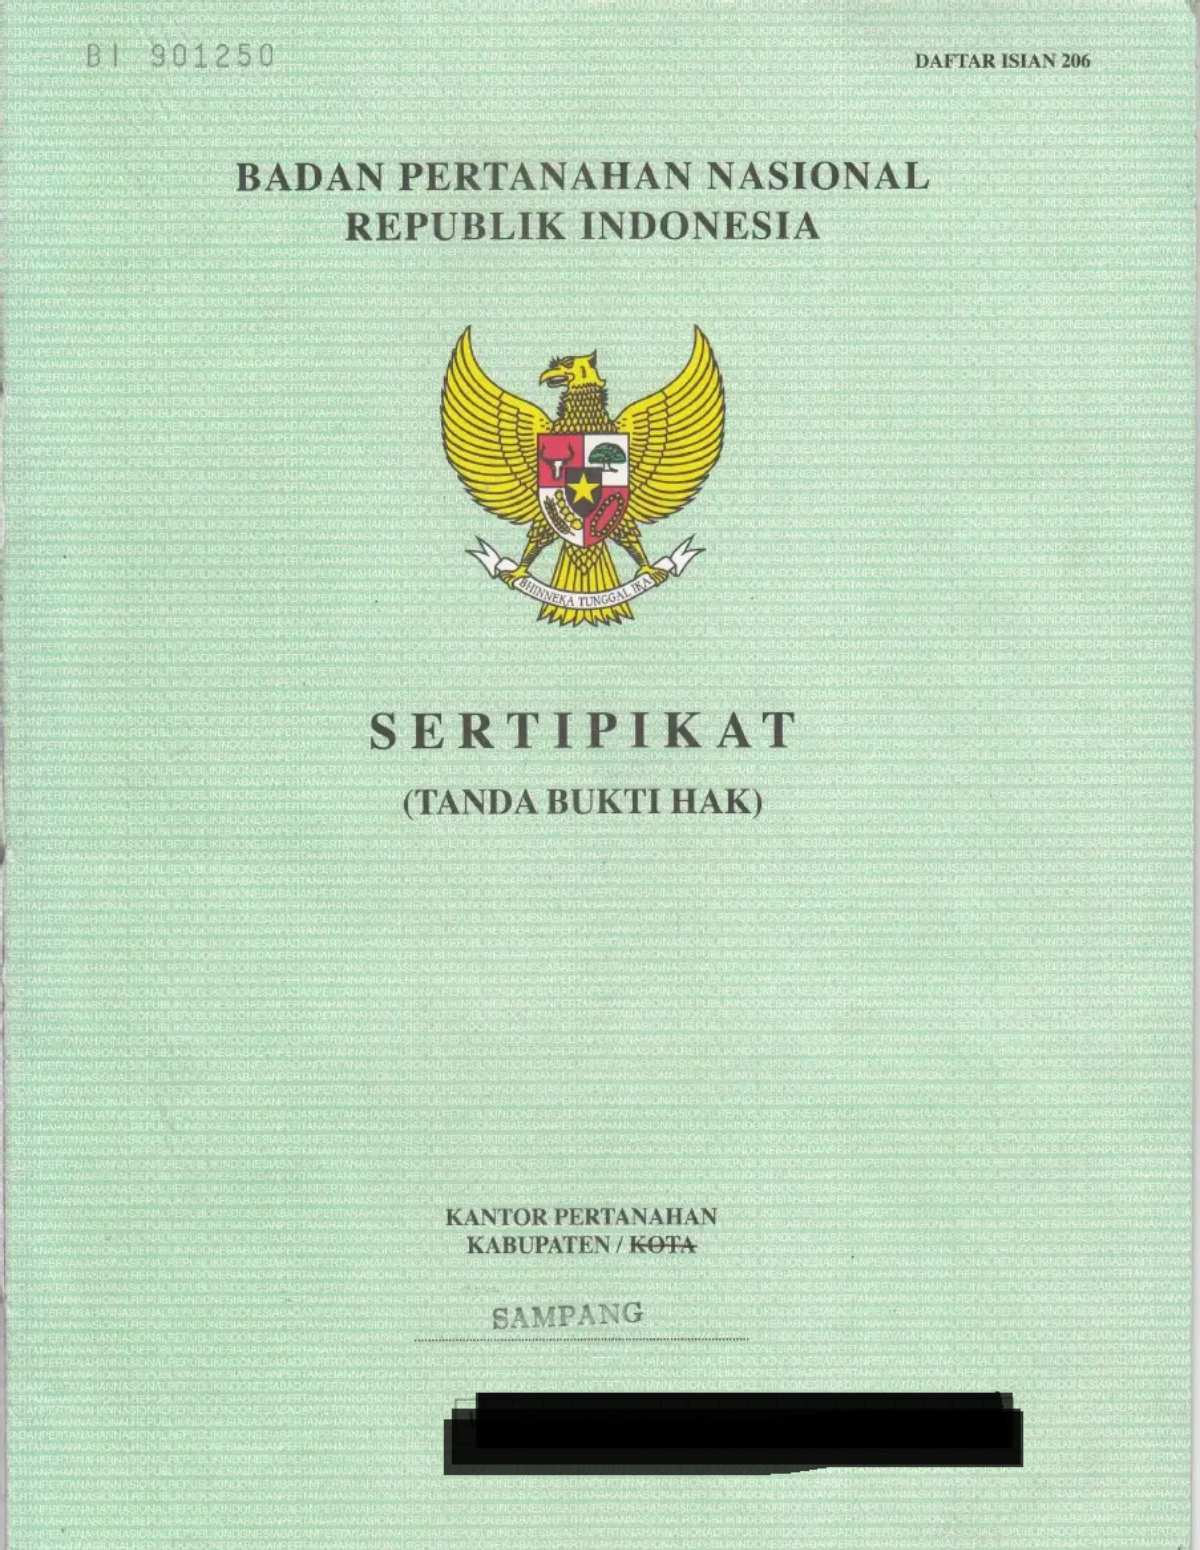 BI 901250
DAFTAR ISIAN 206
BADAN PERTANAHAN NASIONAL
REPUBLIK INDONESIA
BHINNEKA TUNGGAL IKA
SERTIPIKAT
(TANDA BUKTI HAK)
KANTOR PERTANAHAN
KABUPATEN / KOTA
SAMPANG